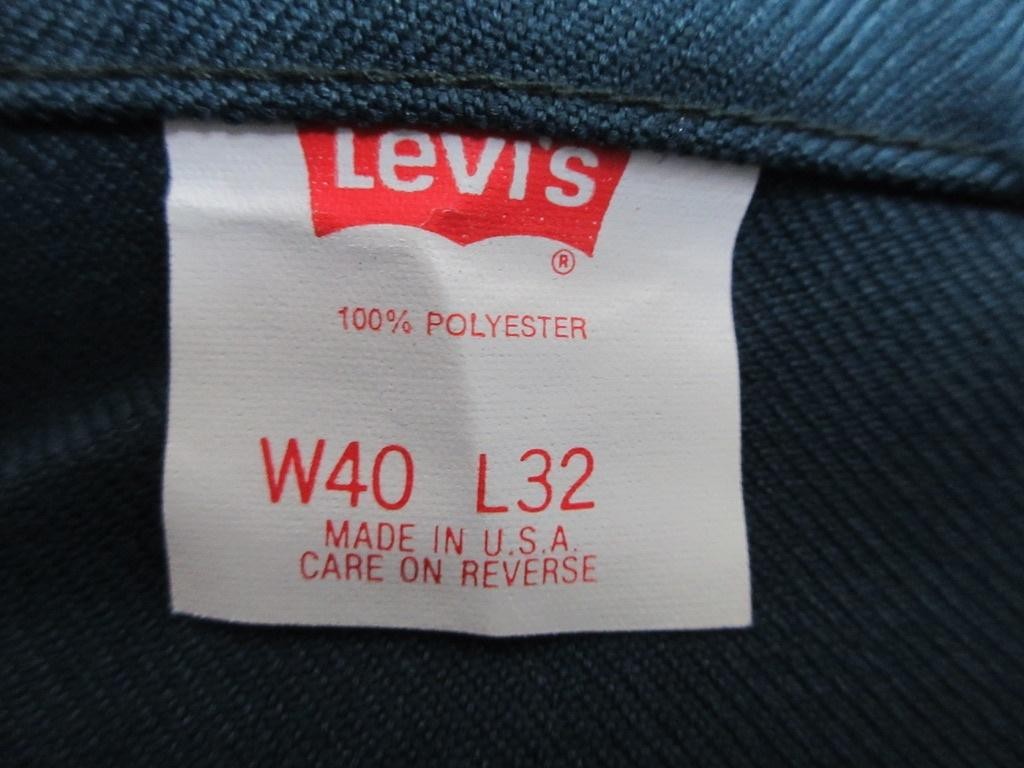 Levi's
®
100% POLYESTER
W40 L32
MADE IN U.S.A.
CARE ON REVERSE